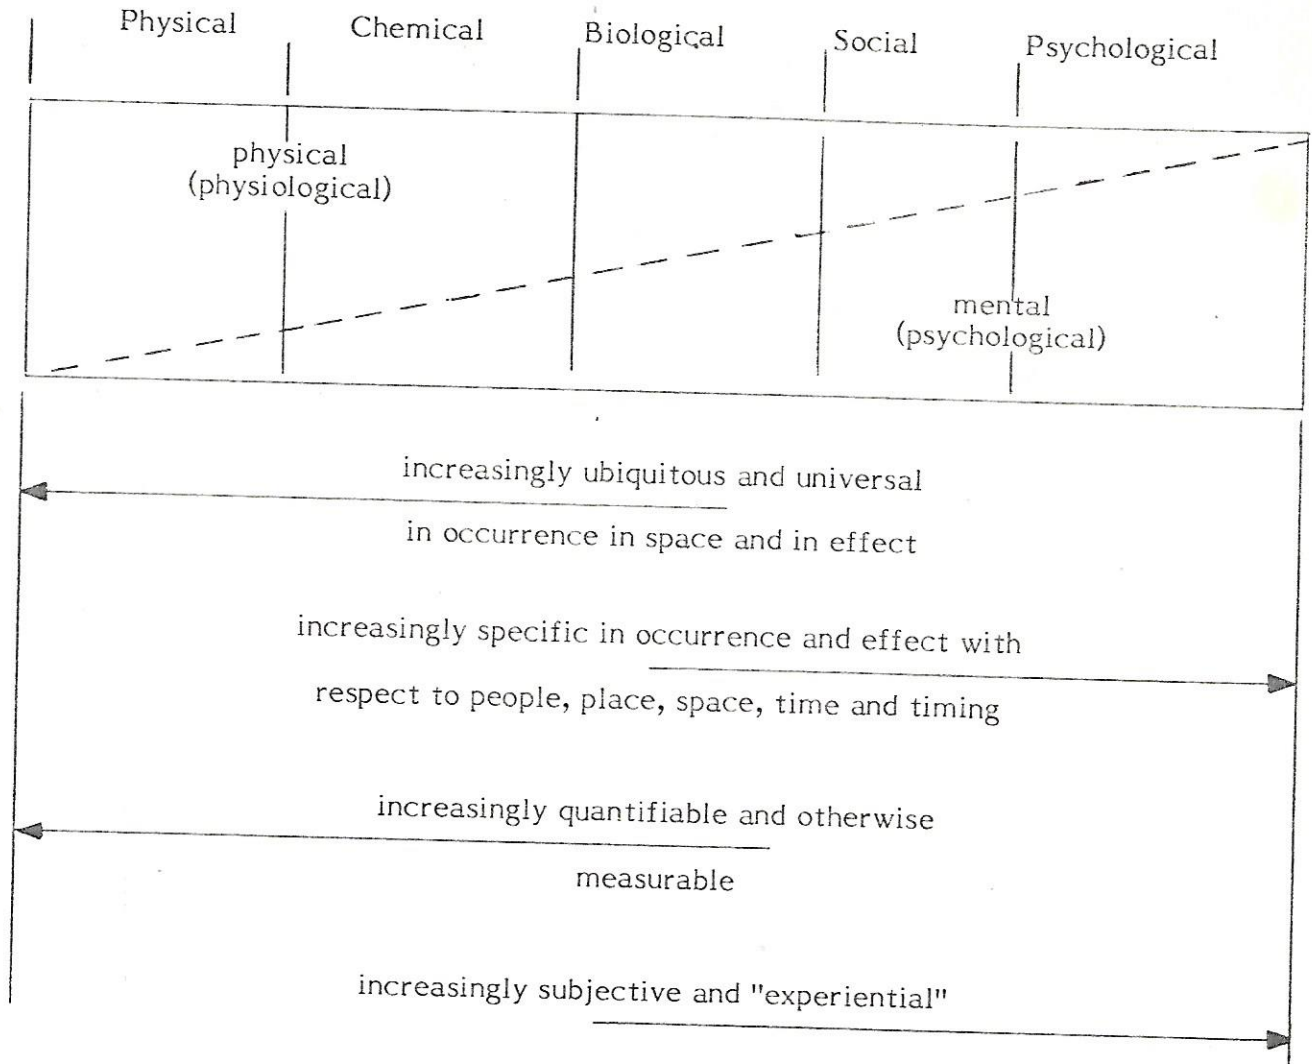 Physical Chemical Biological Social Psychological
physical
(physiological)
mental
(psychological)
increasingly ubiquitous and universal
in occurrence in space and in effect
increasingly specific in occurrence and effect with
respect to people, place, space, time and timing
increasingly quantifiable and otherwise
measurable
increasingly subjective and "experiential"